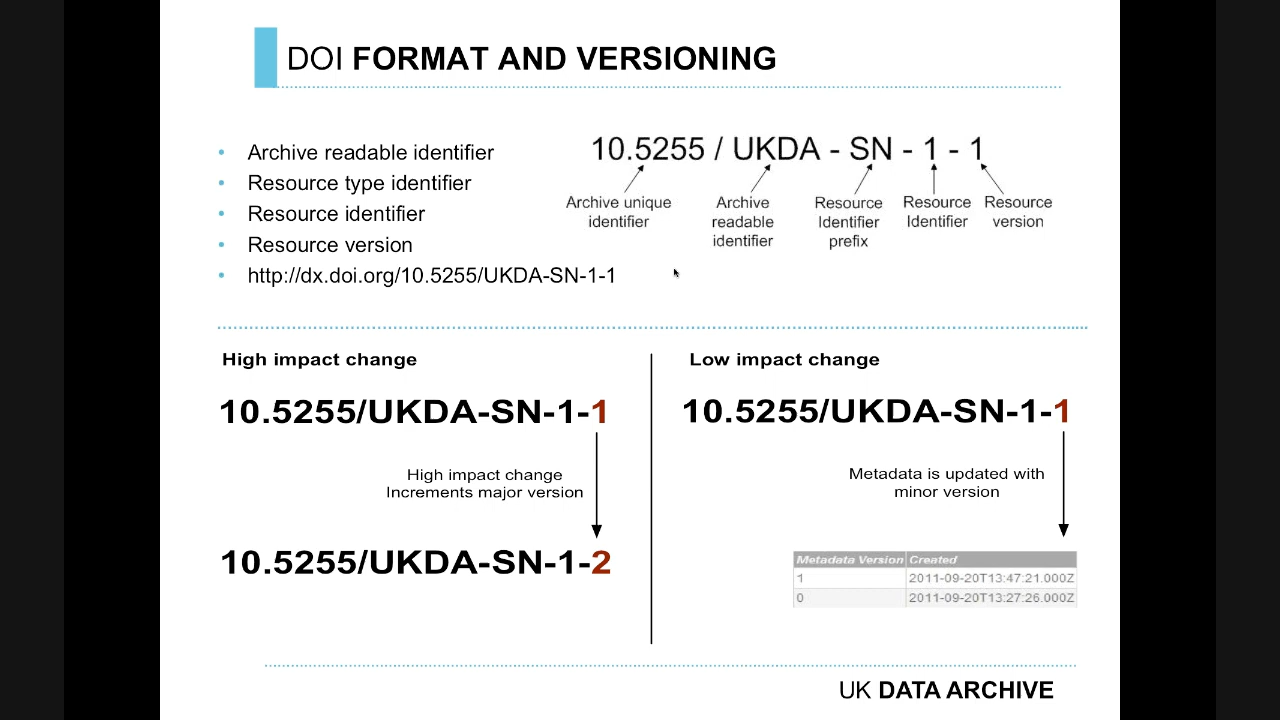 DOI FORMAT AND VERSIONING
• Archive readable identifier
• Resource type identifier
• Resource identifier
• Resource version
• http://dx.doi.org/10.5255/UKDA-SN-1-1
10.5255 / UKDA - SN - 1 - 1
Archive unique
identifier
Archive
readable
identifier
Resource
Identifier
prefix
Resource
Identifier
Resource
version
High impact change
10.5255/UKDA-SN-1-1
High impact change
Increments major version
10.5255/UKDA-SN-1-2
Low impact change
10.5255/UKDA-SN-1-1
Metadata is updated with
minor version
Metadata Version Created
1 2011-09-20T13:47:21.000Z
0 2011-09-20T13:27:26.000Z
UK DATA ARCHIVE